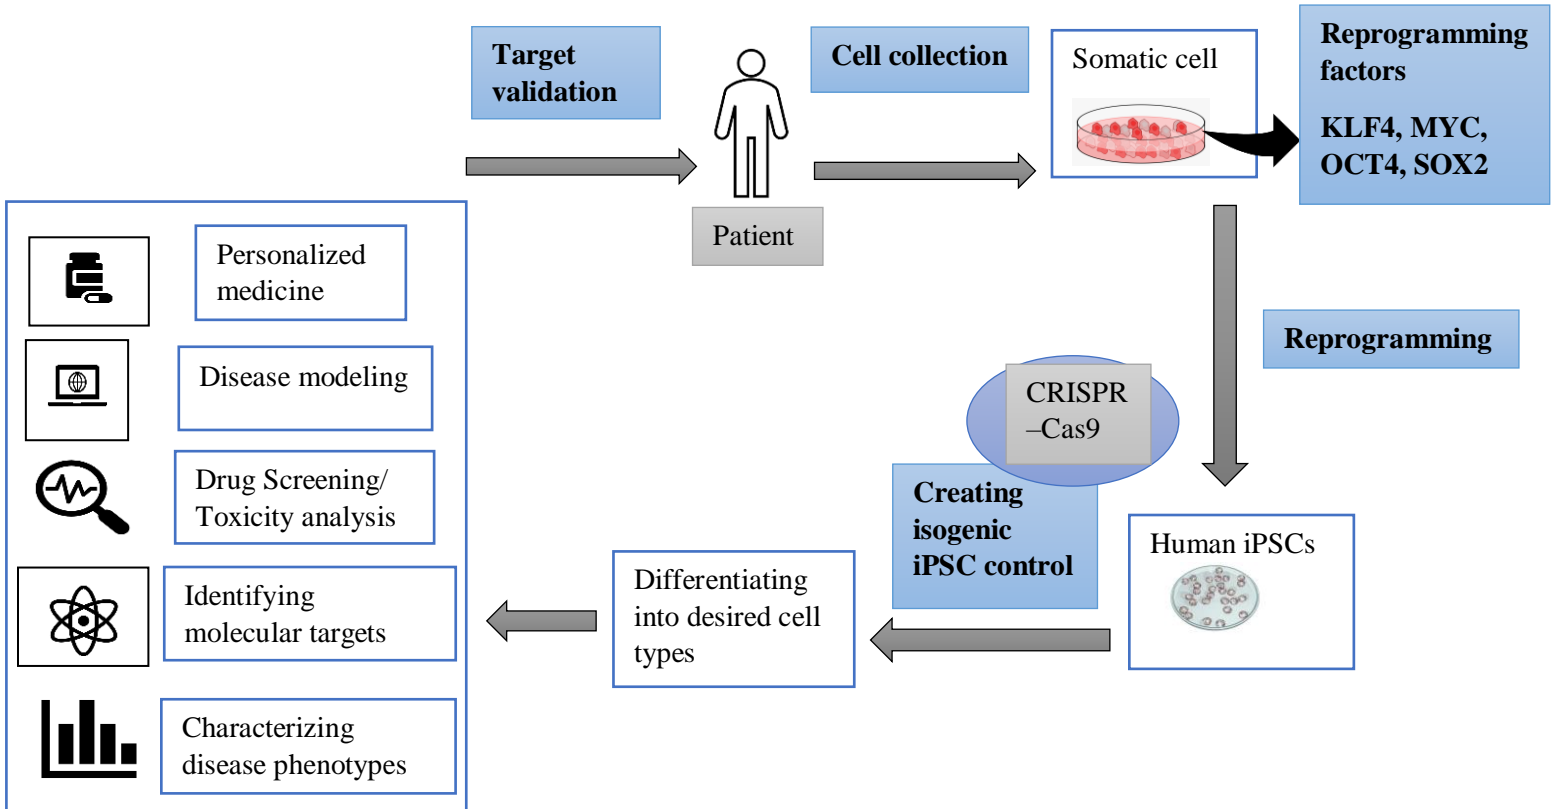 Target
validation
Cell collection
Somatic cell
Reprogramming
factors
KLF4, MYC,
OCT4, SOX2
Patient
Reprogramming
CRISPR
–Cas9
Creating
isogenic
iPSC control
Human iPSCs
Differentiating
into desired cell
types
Personalized
medicine
Disease modeling
Drug Screening/
Toxicity analysis
Identifying
molecular targets
Characterizing
disease phenotypes